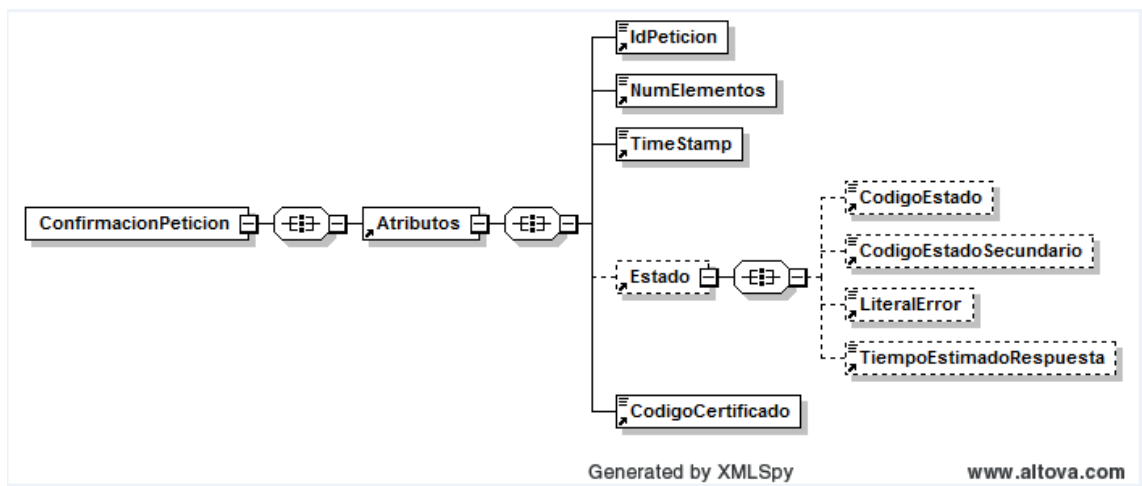 IdPeticion
NumElementos
TimeStamp
ConfirmacionPeticion
Atributos
Estado
CodigoEstado
CodigoEstadoSecundario
LiteralError
TiempoEstimadoRespuesta
CodigoCertificado
Generated by XMLSpy
www.altova.com